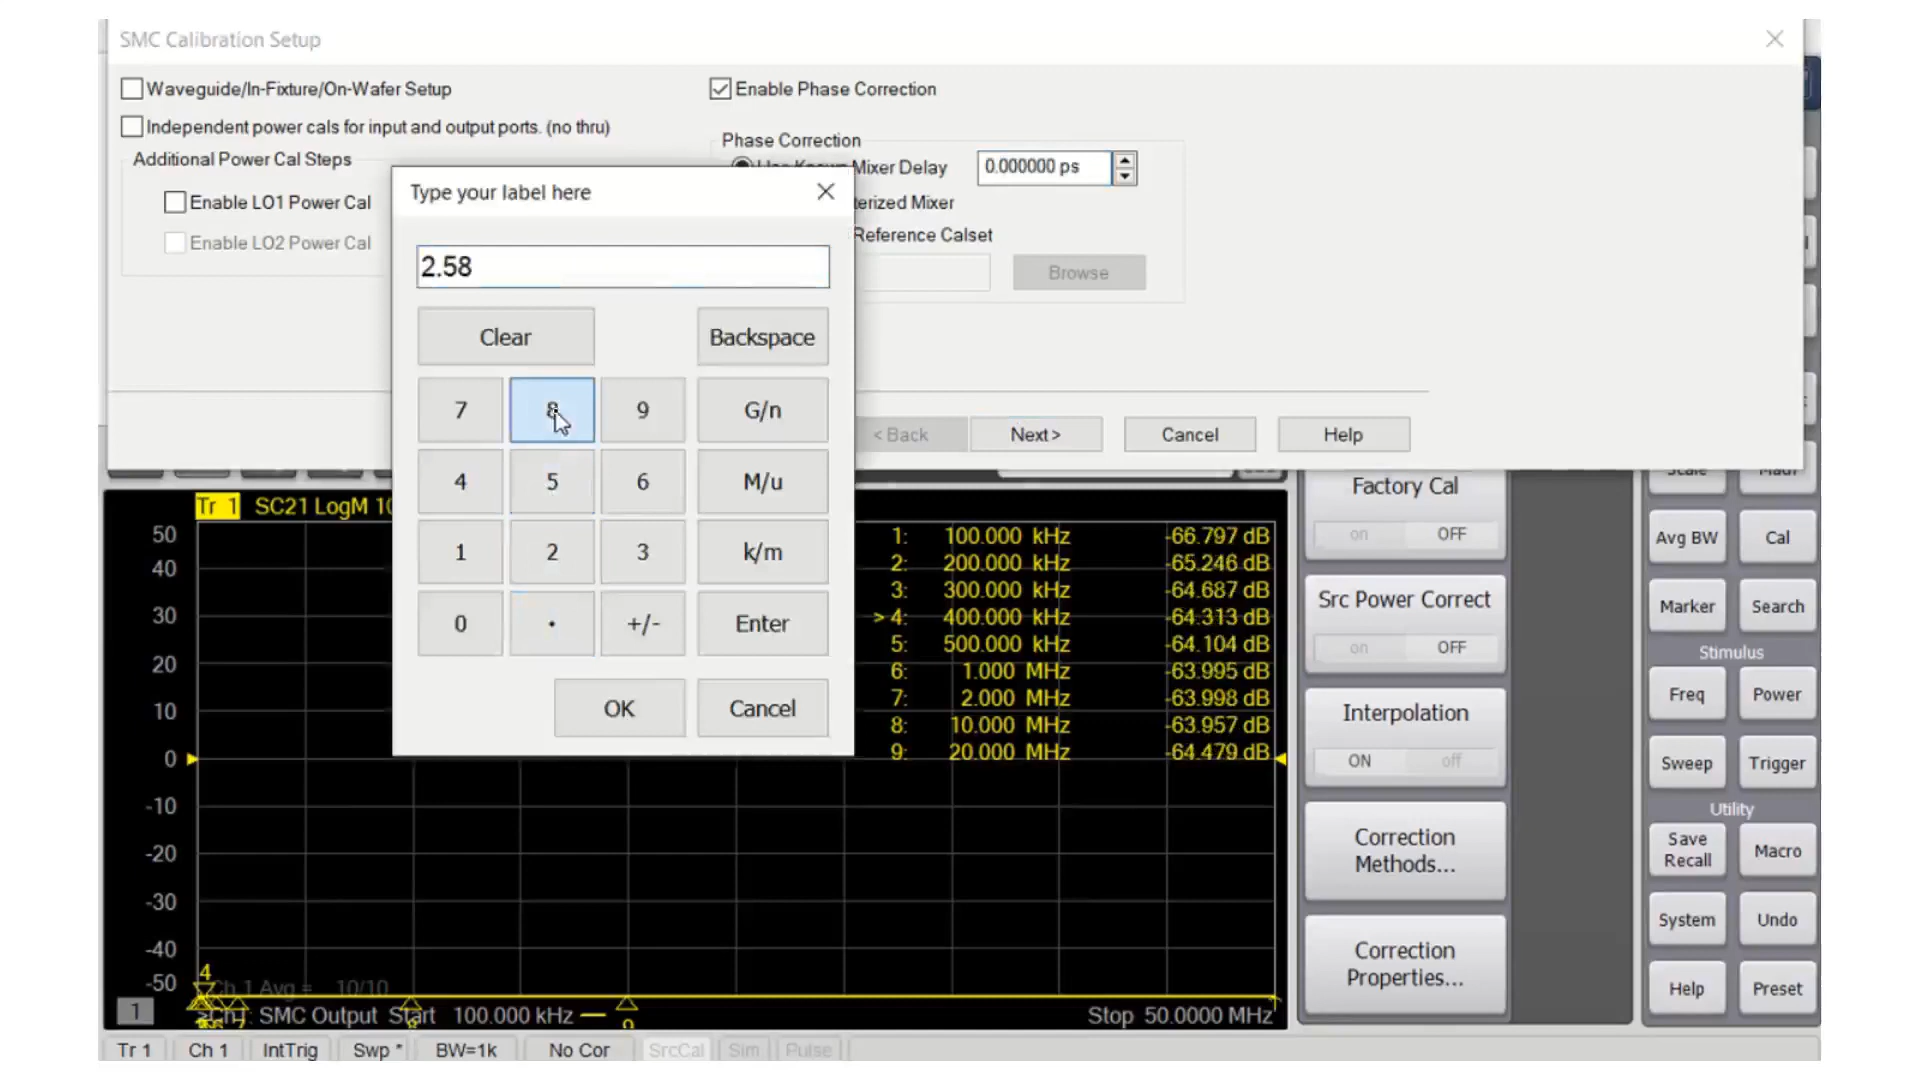 SMC Calibration Setup
Waveguide/In-Fixture/On-Wafer Setup
Enable Phase Correction
Independent power cals for input and output ports. (no thru)
Phase Correction
Additional Power Cal Steps
Mixer Delay
0.000000 ps
Enable LO1 Power Cal
Enable LO2 Power Cal
Reference Calset
Browse
Type your label here
2.58
Clear
Backspace
7
8
9
G/n
4
5
6
M/u
1
2
3
k/m
0
.
+/-
Enter
OK
Cancel
< Back
Next>
Cancel
Help
Tr 1 SC21 LogM
50
40
30
20
10
0
-10
-20
-30
-40
-50
1: 100.000 kHz -66.797 dB
2: 200.000 kHz -65.246 dB
3: 300.000 kHz -64.687 dB
> 4: 400.000 kHz -64.313 dB
5: 500.000 kHz -64.104 dB
6: 1.000 MHz -63.995 dB
7: 2.000 MHz -63.998 dB
8: 10.000 MHz -63.957 dB
9: 20.000 MHz -64.479 dB
4
Ch 1 Avg = 10/10
1
>Ch1: SMC Output Start 100.000 kHz
Stop 50.0000 MHz
Factory Cal
on OFF
Src Power Correct
on OFF
Interpolation
ON off
Correction
Methods...
Correction
Properties...
Scale
Math
Avg BW
Cal
Marker
Search
Stimulus
Freq
Power
Sweep
Trigger
Utility
Save
Recall
Macro
System
Undo
Help
Preset
Tr 1
Ch 1
IntTrig
Swp *
BW=1k
No Cor
SrcCal
Sim
Pulse